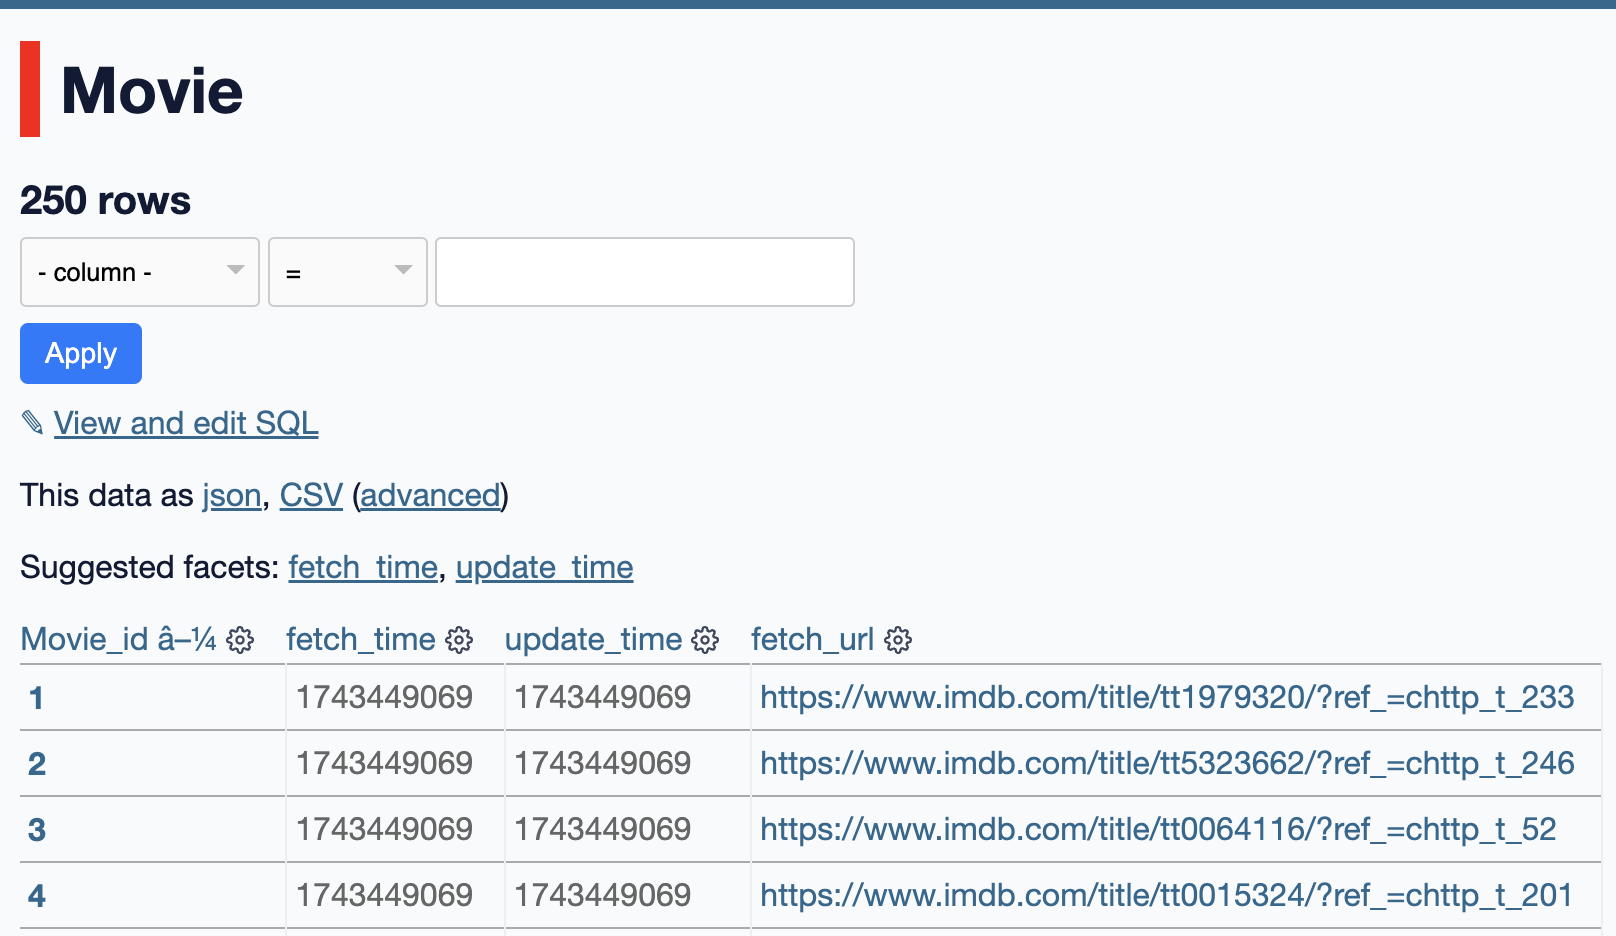 Movie
250 rows
- column - =
Apply
✎ View and edit SQL
This data as json, CSV (advanced)
Suggested facets: fetch_time, update_time
Movie_id â–¼ fetch_time update_time fetch_url
1 1743449069 1743449069 https://www.imdb.com/title/tt1979320/?ref_=chttp_t_233
2 1743449069 1743449069 https://www.imdb.com/title/tt5323662/?ref_=chttp_t_246
3 1743449069 1743449069 https://www.imdb.com/title/tt0064116/?ref_=chttp_t_52
4 1743449069 1743449069 https://www.imdb.com/title/tt0015324/?ref_=chttp_t_201